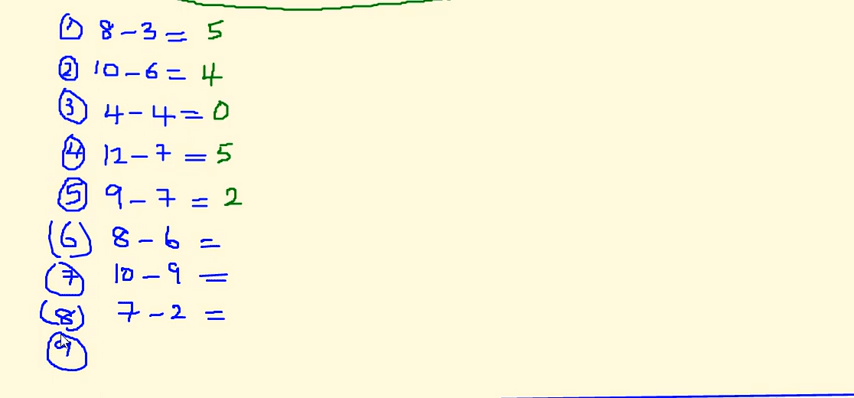 ① 8 - 3 = 5
② 10 - 6 = 4
③ 4 - 4 = 0
④ 12 - 7 = 5
⑤ 9 - 7 = 2
(6) 8 - 6 =
⑦ 10 - 9 =
(8) 7 - 2 =
⑨